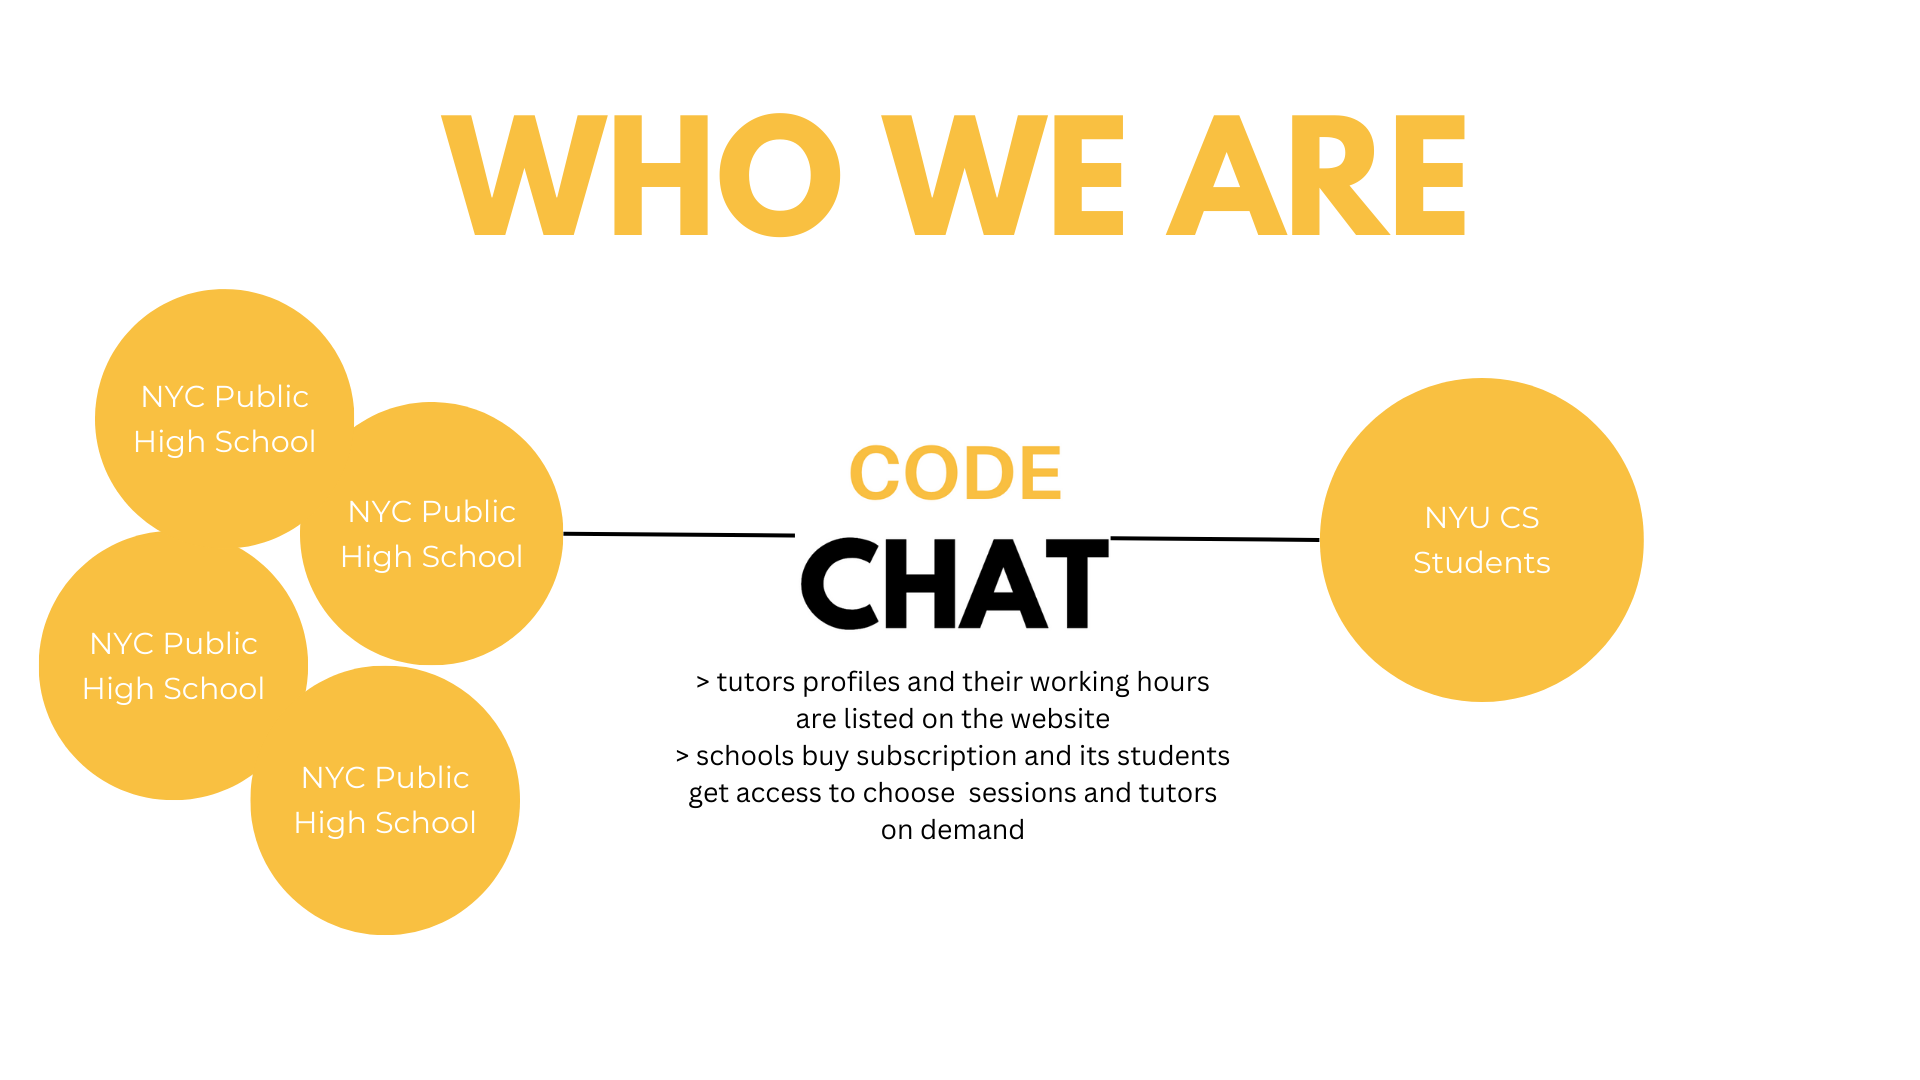 WHO WE ARE
NYC Public
High School
NYC Public
High School
NYC Public
High School
NYC Public
High School
CODE
CHAT
> tutors profiles and their working hours
are listed on the website
> schools buy subscription and its students
get access to choose  sessions and tutors
on demand
NYU CS
Students